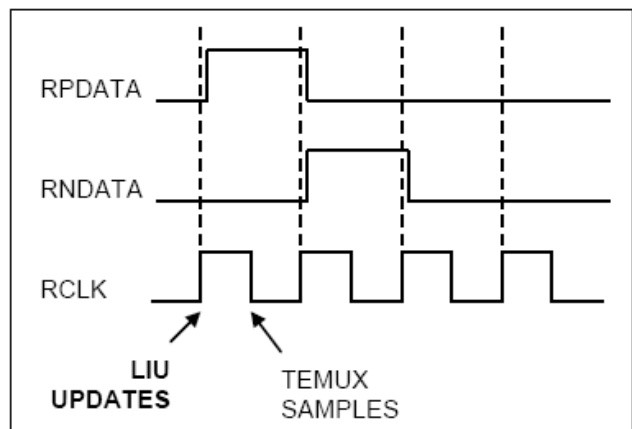 RPDATA
RNDATA
RCLK
LIU
UPDATES
TEMUX
SAMPLES